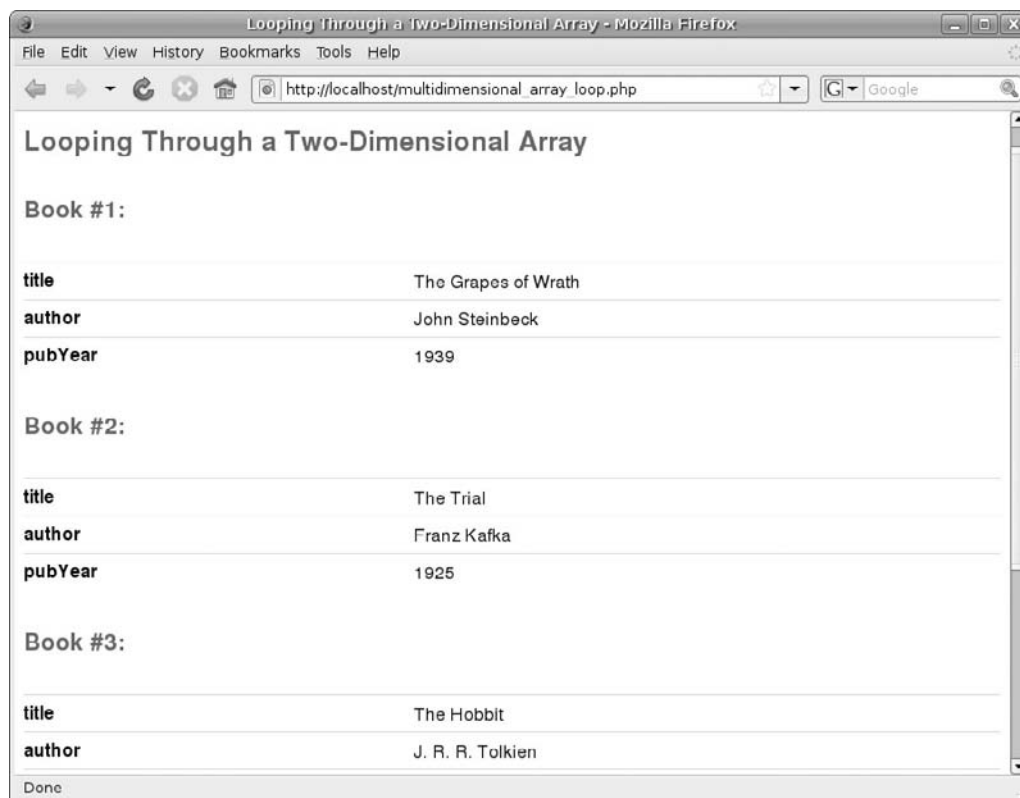 Looping Through a Two-Dimensional Array - Mozilla Firefox
File Edit View History Bookmarks Tools Help
http://localhost/multidimensional_array_loop.php G Google
Looping Through a Two-Dimensional Array
Book #1:
title The Grapes of Wrath
author John Steinbeck
pubYear 1939
Book #2:
title The Trial
author Franz Kafka
pubYear 1925
Book #3:
title The Hobbit
author J. R. R. Tolkien
Done